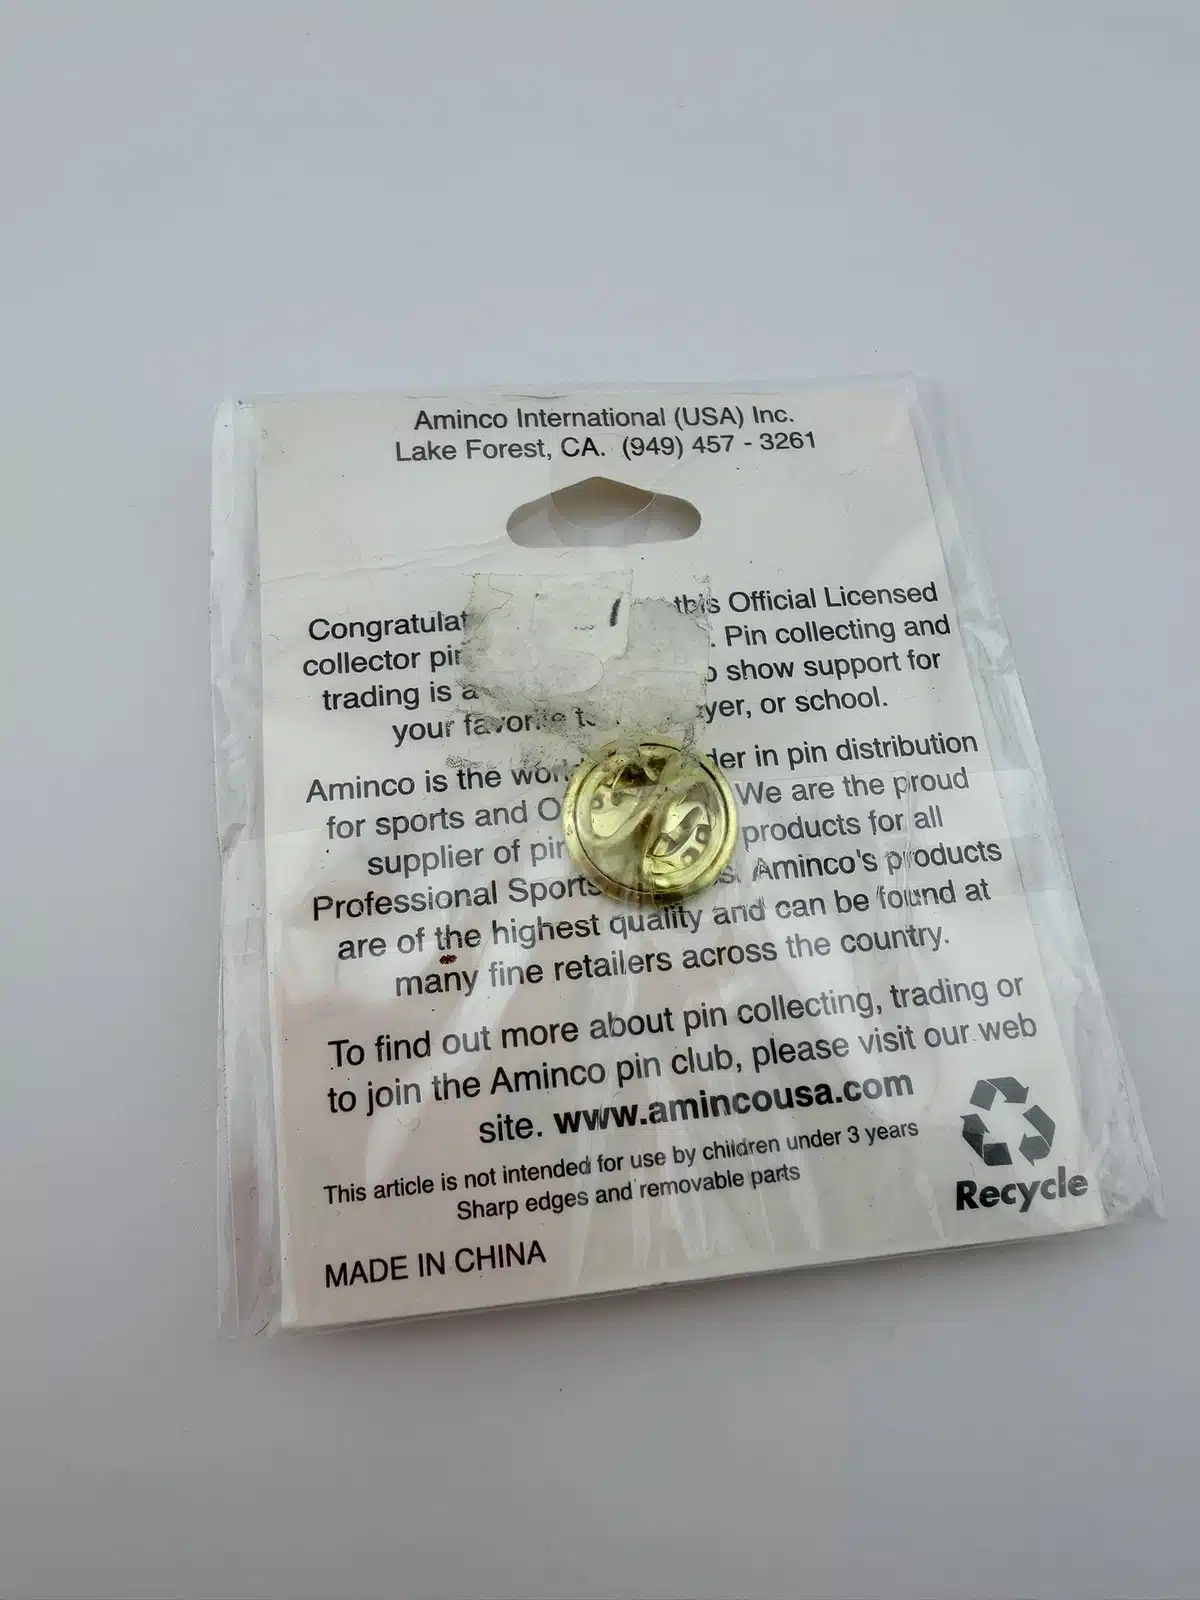 Aminco International (USA) Inc.
Lake Forest, CA. (949) 457 - 3261
this Official Licensed
collector . Pin collecting and
trading is show support for
your or school.
Aminco is the in pin distribution
for sports and We are the proud
supplier of products for all
Professional Sports Aminco's products
are of the highest quality and can be found at
many fine retailers across the country.
To find out more about pin collecting, trading or
to join the Aminco pin club, please visit our web
site. www.amincousa.com
This article is not intended for use by children under 3 years
Sharp edges and removable parts
Recycle
MADE IN CHINA